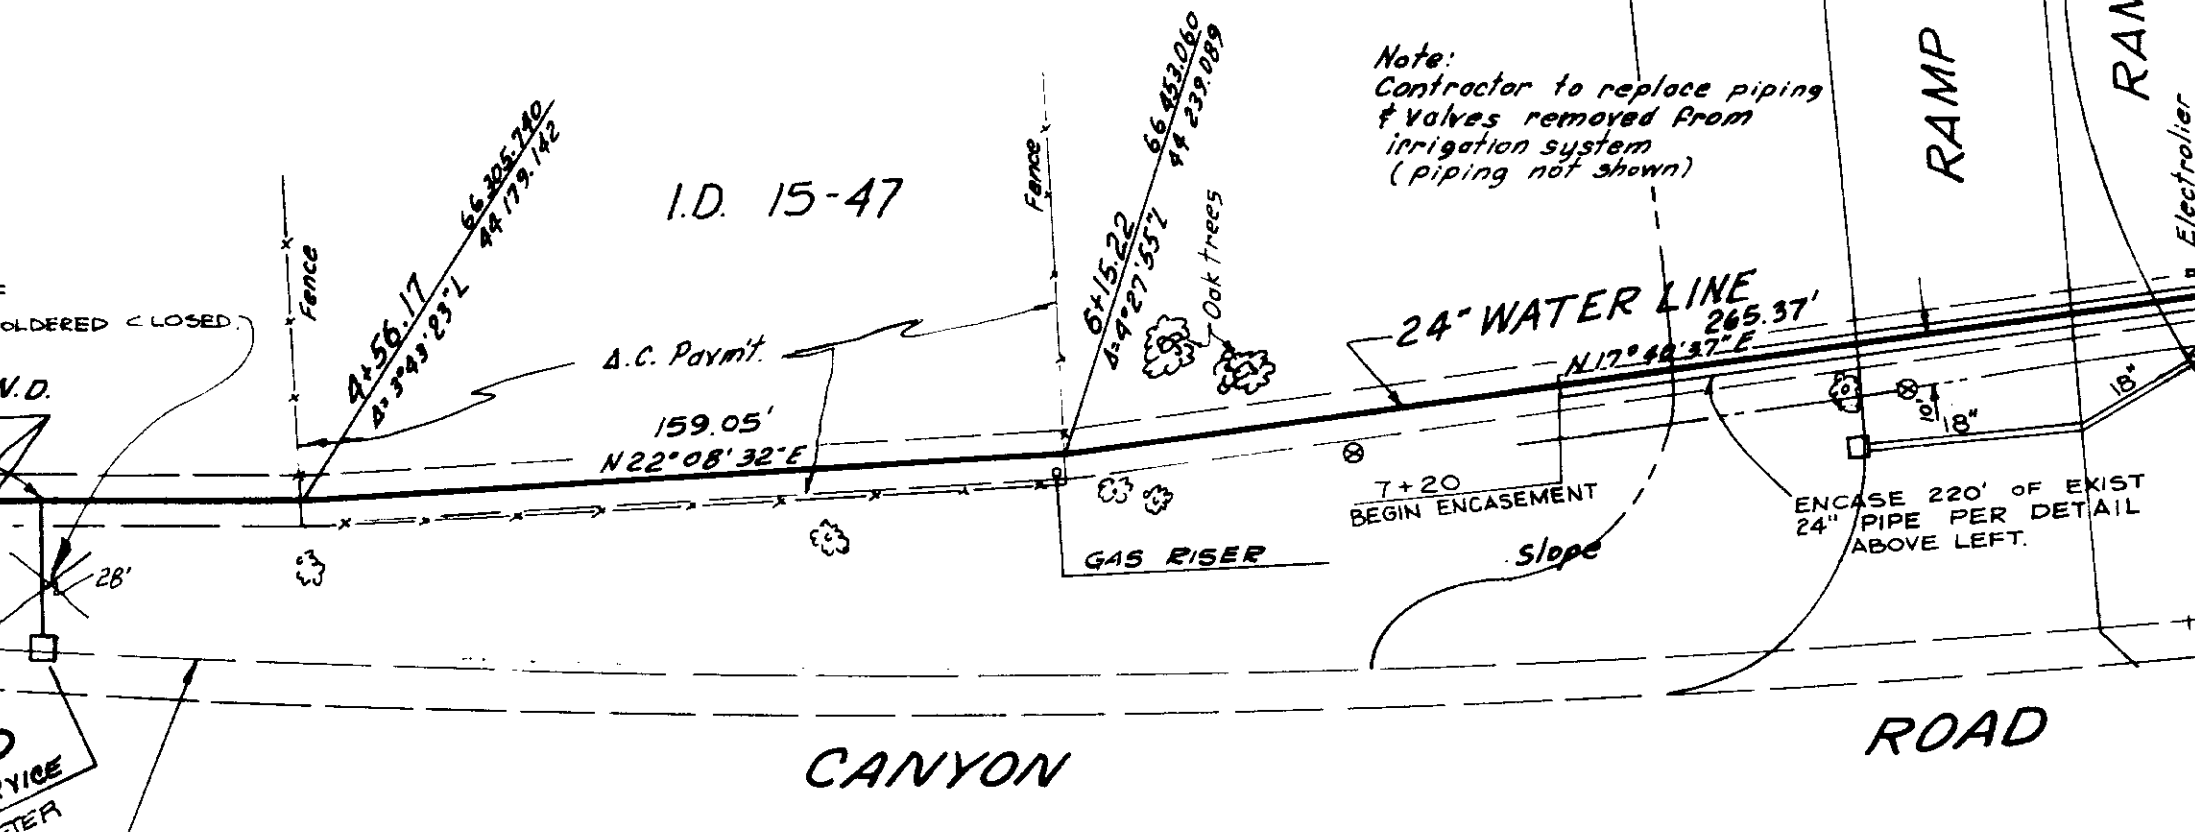 Note:
Contractor to replace piping
& Valves removed from
irrigation system
(piping not shown)
RAMP
RAM
Electrolier
66 453.060
44 239.089
6+15.22
Δ=4°27'55"L
Oak trees
Fence
I.D. 15-47
66 305.740
44 179.142
4+56.17
Δ=3°43'23"L
Fence
OLDERED CLOSED.
V.D.
A.C. Pavm't.
159.05'
N 22°08'32"E
24" WATER LINE
265.37'
N 17°40'37"E
10'
18"
18"
7+20
BEGIN ENCASEMENT
ENCASE 220' OF EXIST
24" PIPE PER DETAIL
ABOVE LEFT.
GAS RISER
Slope
28'
RVICE
ETER
CANYON
ROAD